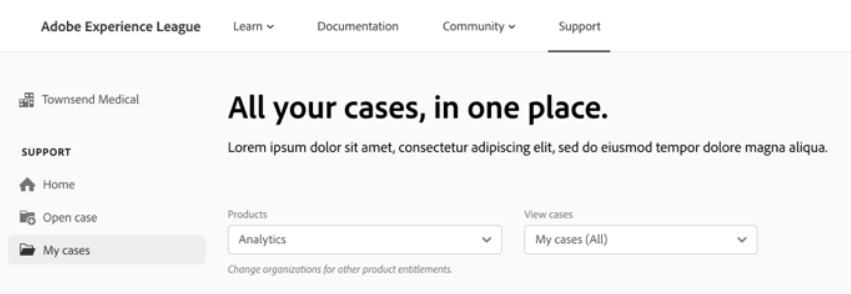 Adobe Experience League Learn Documentation Community Support
Townsend Medical
All your cases, in one place.
SUPPORT
Lorem ipsum dolor sit amet, consectetur adipiscing elit, sed do eiusmod tempor dolore magna aliqua.
Home
Open case
My cases
Products
View cases
Analytics
My cases (All)
Change organizations for other product entitlements.